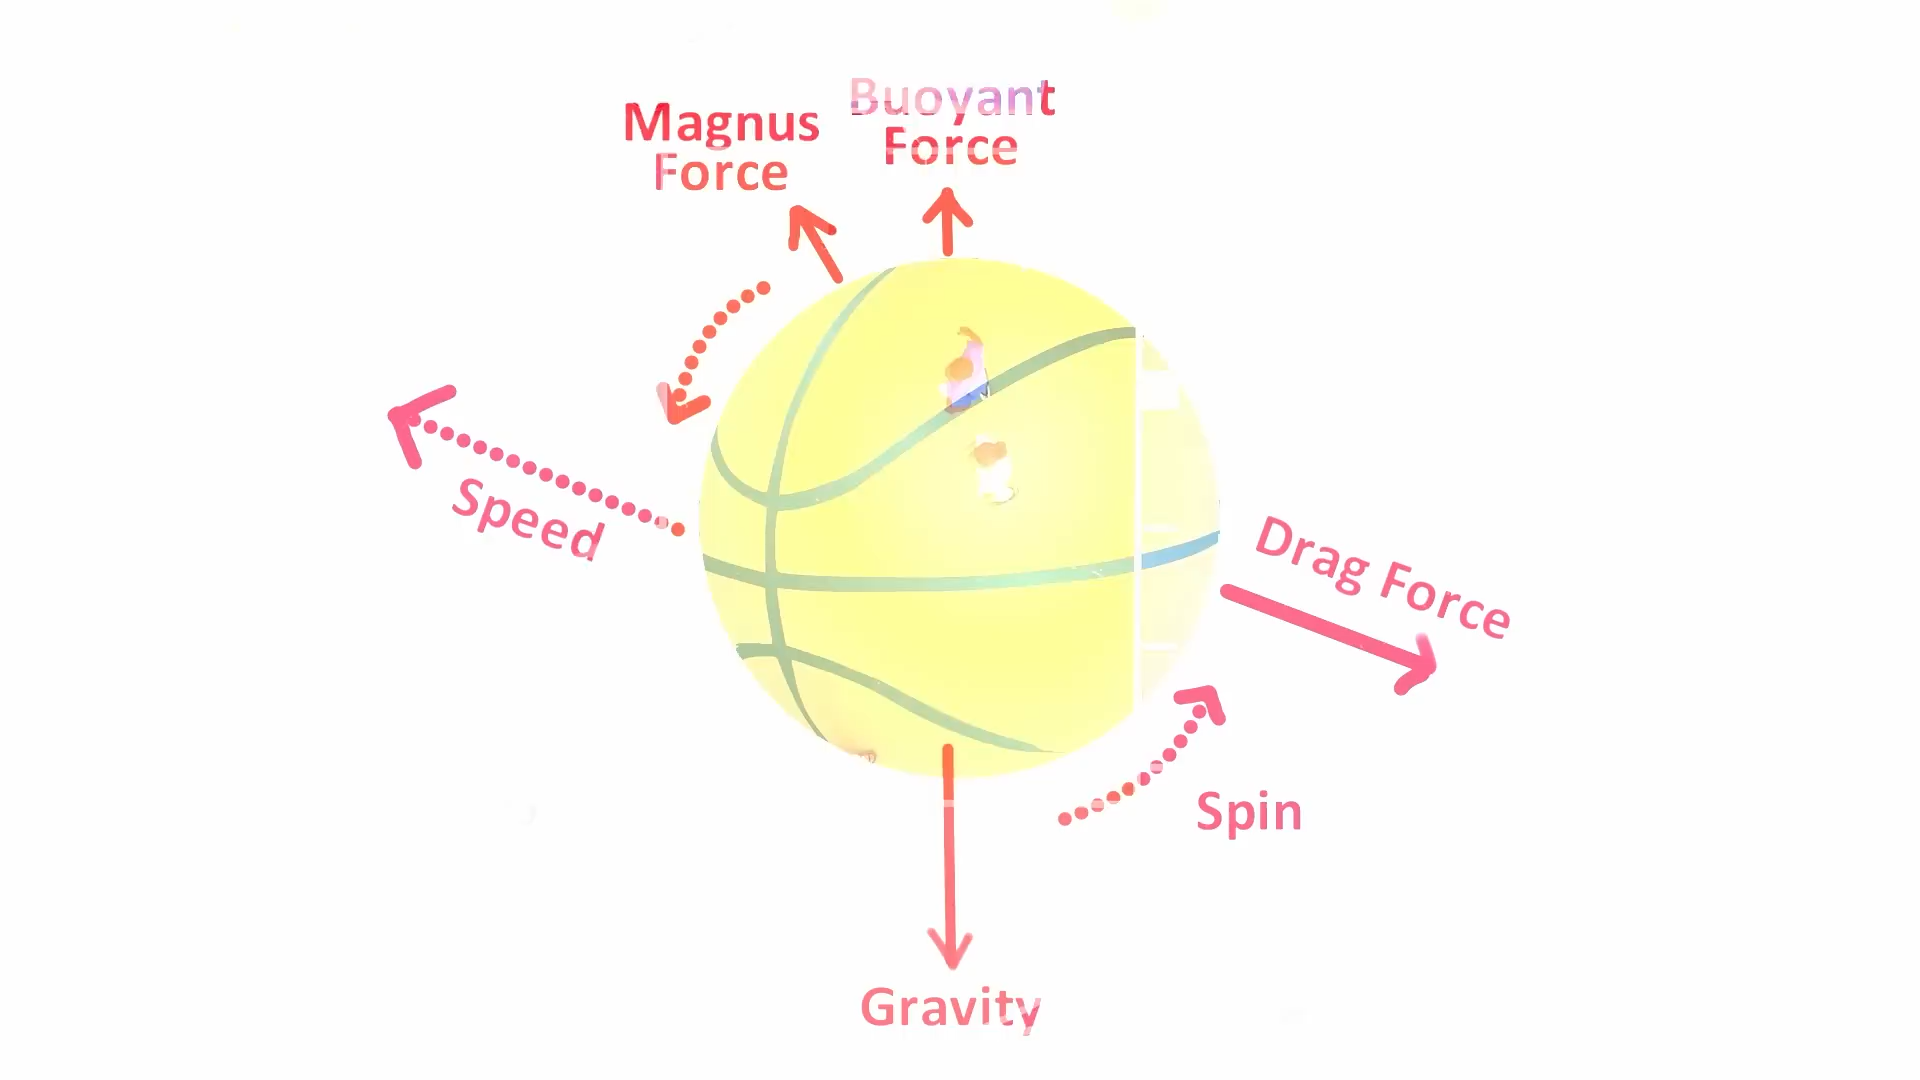 Magnus
Force
Buoyant
Force
Speed
Drag Force
Spin
Gravity